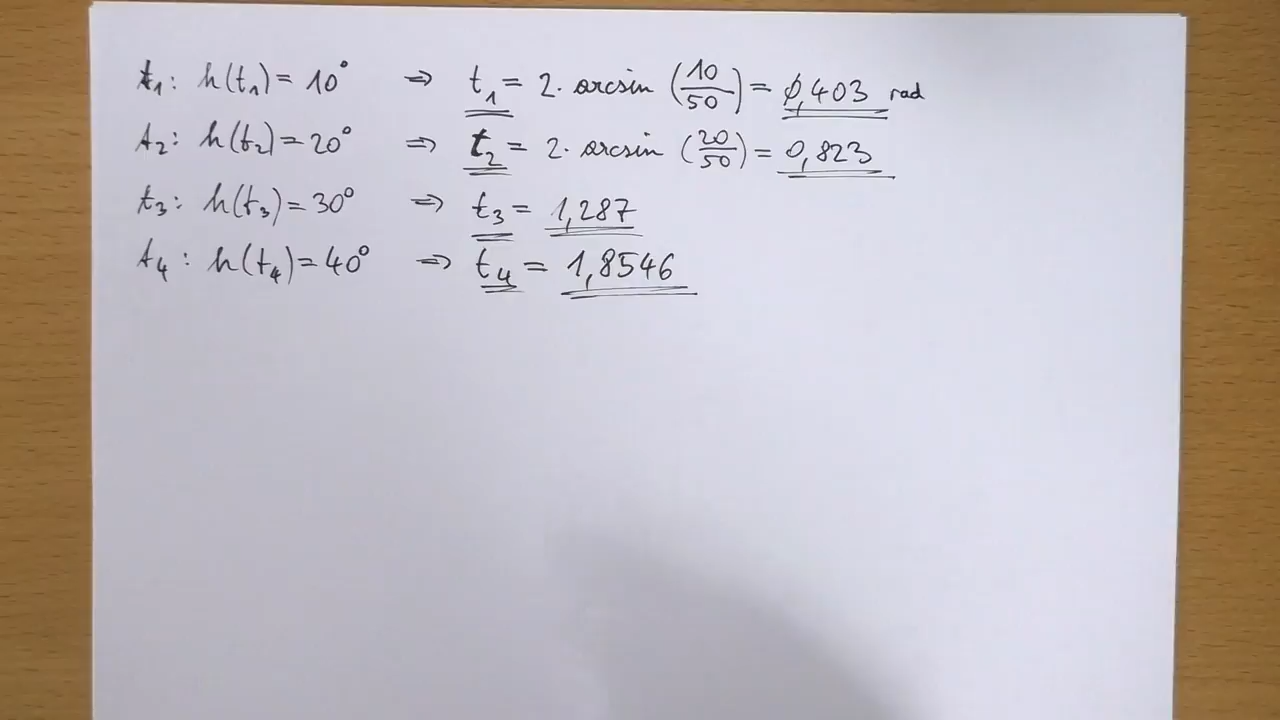 t₁: h(t₁) = 10° ⇒ t₁ = 2 · arcsin (10/50) = 0,403 rad
t₂: h(t₂) = 20° ⇒ t₂ = 2 · arcsin (20/50) = 0,823
t₃: h(t₃) = 30° ⇒ t₃ = 1,287
t₄: h(t₄) = 40° ⇒ t₄ = 1,8546